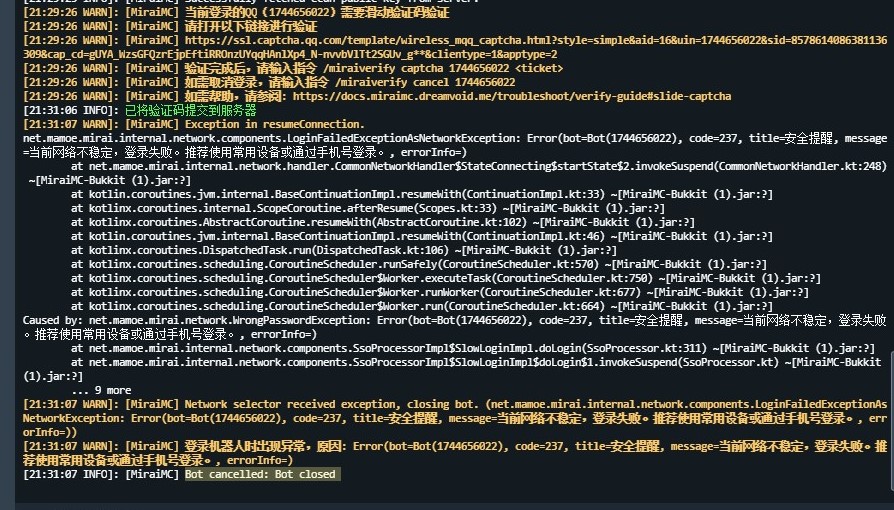 [21:29:26 WARN]: [MiraiMC] 当前登录的QQ（1744656022）需要滑动验证码验证
[21:29:26 WARN]: [MiraiMC] 请打开以下链接进行验证
[21:29:26 WARN]: [MiraiMC] https://ssl.captcha.qq.com/template/wireless_mqq_captcha.html?style=simple&aid=16&uin=1744656022&sid=8578614086381136
309&cap_cd=gUYA_WzsGFQzrEjpEftiRROnzUYqqHAnlXp4_N-nvvbVlTt2SGUv_g**&clientype=1&apptype=2
[21:29:26 WARN]: [MiraiMC] 验证完成后，请输入指令 /miraiverify captcha 1744656022 <ticket>
[21:29:26 WARN]: [MiraiMC] 如需取消登录，请输入指令 /miraiverify cancel 1744656022
[21:29:26 WARN]: [MiraiMC] 如需帮助，请参阅: https://docs.miraimc.dreamvoid.me/troubleshoot/verify-guide#slide-captcha
[21:31:06 INFO]: 已将验证码提交到服务器
[21:31:07 WARN]: [MiraiMC] Exception in resumeConnection.
net.mamoe.mirai.internal.network.components.LoginFailedExceptionAsNetworkException: Error(bot=Bot(1744656022), code=237, title=安全提醒, message
=当前网络不稳定，登录失败。推荐使用常用设备或通过手机号登录。, errorInfo=)
at net.mamoe.mirai.internal.network.handler.CommonNetworkHandler$StateConnecting$startState$2.invokeSuspend(CommonNetworkHandler.kt:248)
~[MiraiMC-Bukkit (1).jar:?]
at kotlin.coroutines.jvm.internal.BaseContinuationImpl.resumeWith(ContinuationImpl.kt:33) ~[MiraiMC-Bukkit (1).jar:?]
at kotlinx.coroutines.internal.ScopeCoroutine.afterResume(Scopes.kt:33) ~[MiraiMC-Bukkit (1).jar:?]
at kotlinx.coroutines.AbstractCoroutine.resumeWith(AbstractCoroutine.kt:102) ~[MiraiMC-Bukkit (1).jar:?]
at kotlin.coroutines.jvm.internal.BaseContinuationImpl.resumeWith(ContinuationImpl.kt:46) ~[MiraiMC-Bukkit (1).jar:?]
at kotlinx.coroutines.DispatchedTask.run(DispatchedTask.kt:106) ~[MiraiMC-Bukkit (1).jar:?]
at kotlinx.coroutines.scheduling.CoroutineScheduler.runSafely(CoroutineScheduler.kt:570) ~[MiraiMC-Bukkit (1).jar:?]
at kotlinx.coroutines.scheduling.CoroutineScheduler$Worker.executeTask(CoroutineScheduler.kt:750) ~[MiraiMC-Bukkit (1).jar:?]
at kotlinx.coroutines.scheduling.CoroutineScheduler$Worker.runWorker(CoroutineScheduler.kt:677) ~[MiraiMC-Bukkit (1).jar:?]
at kotlinx.coroutines.scheduling.CoroutineScheduler$Worker.run(CoroutineScheduler.kt:664) ~[MiraiMC-Bukkit (1).jar:?]
Caused by: net.mamoe.mirai.network.WrongPasswordException: Error(bot=Bot(1744656022), code=237, title=安全提醒, message=当前网络不稳定，登录失败
。推荐使用常用设备或通过手机号登录。, errorInfo=)
at net.mamoe.mirai.internal.network.components.SsoProcessorImpl$SlowLoginImpl.doLogin(SsoProcessor.kt:311) ~[MiraiMC-Bukkit (1).jar:?]
at net.mamoe.mirai.internal.network.components.SsoProcessorImpl$SlowLoginImpl$doLogin$1.invokeSuspend(SsoProcessor.kt) ~[MiraiMC-Bukkit
(1).jar:?]
... 9 more
[21:31:07 WARN]: [MiraiMC] Network selector received exception, closing bot. (net.mamoe.mirai.internal.network.components.LoginFailedExceptionAs
NetworkException: Error(bot=Bot(1744656022), code=237, title=安全提醒, message=当前网络不稳定，登录失败。推荐使用常用设备或通过手机号登录。, err
orInfo=))
[21:31:07 WARN]: [MiraiMC] 登录机器人时出现异常，原因: Error(bot=Bot(1744656022), code=237, title=安全提醒, message=当前网络不稳定，登录失败。推
荐使用常用设备或通过手机号登录。, errorInfo=)
[21:31:07 INFO]: [MiraiMC] Bot cancelled: Bot closed